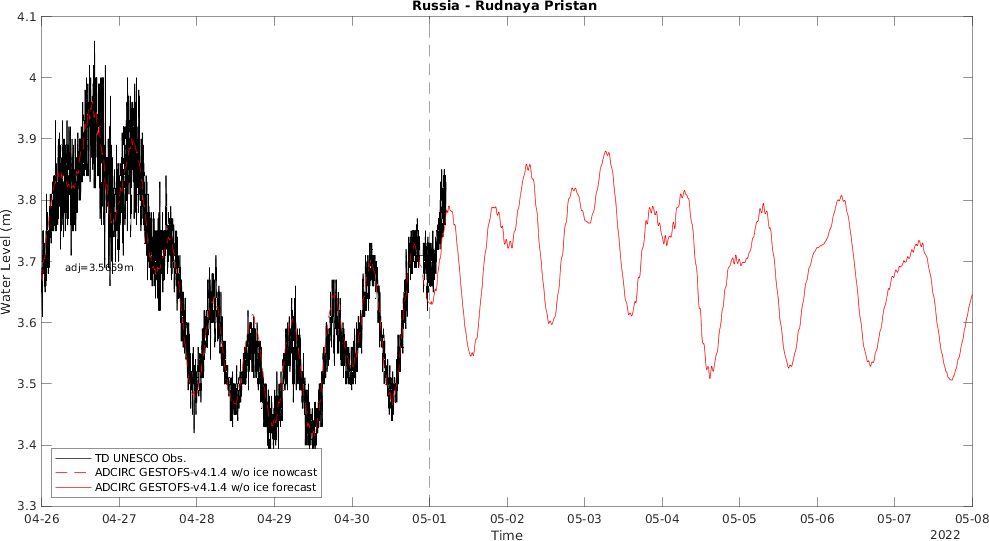 Russia - Rudnaya Pristan
4.1
4
3.9
3.8
3.7
3.6
3.5
3.4
3.3
Water Level (m)
adj=3.5659m
TD UNESCO Obs.
ADCIRC GESTOFS-v4.1.4 w/o ice nowcast
ADCIRC GESTOFS-v4.1.4 w/o ice forecast
04-26 04-27 04-28 04-29 04-30 05-01 05-02 05-03 05-04 05-05 05-06 05-07 05-08
Time
2022